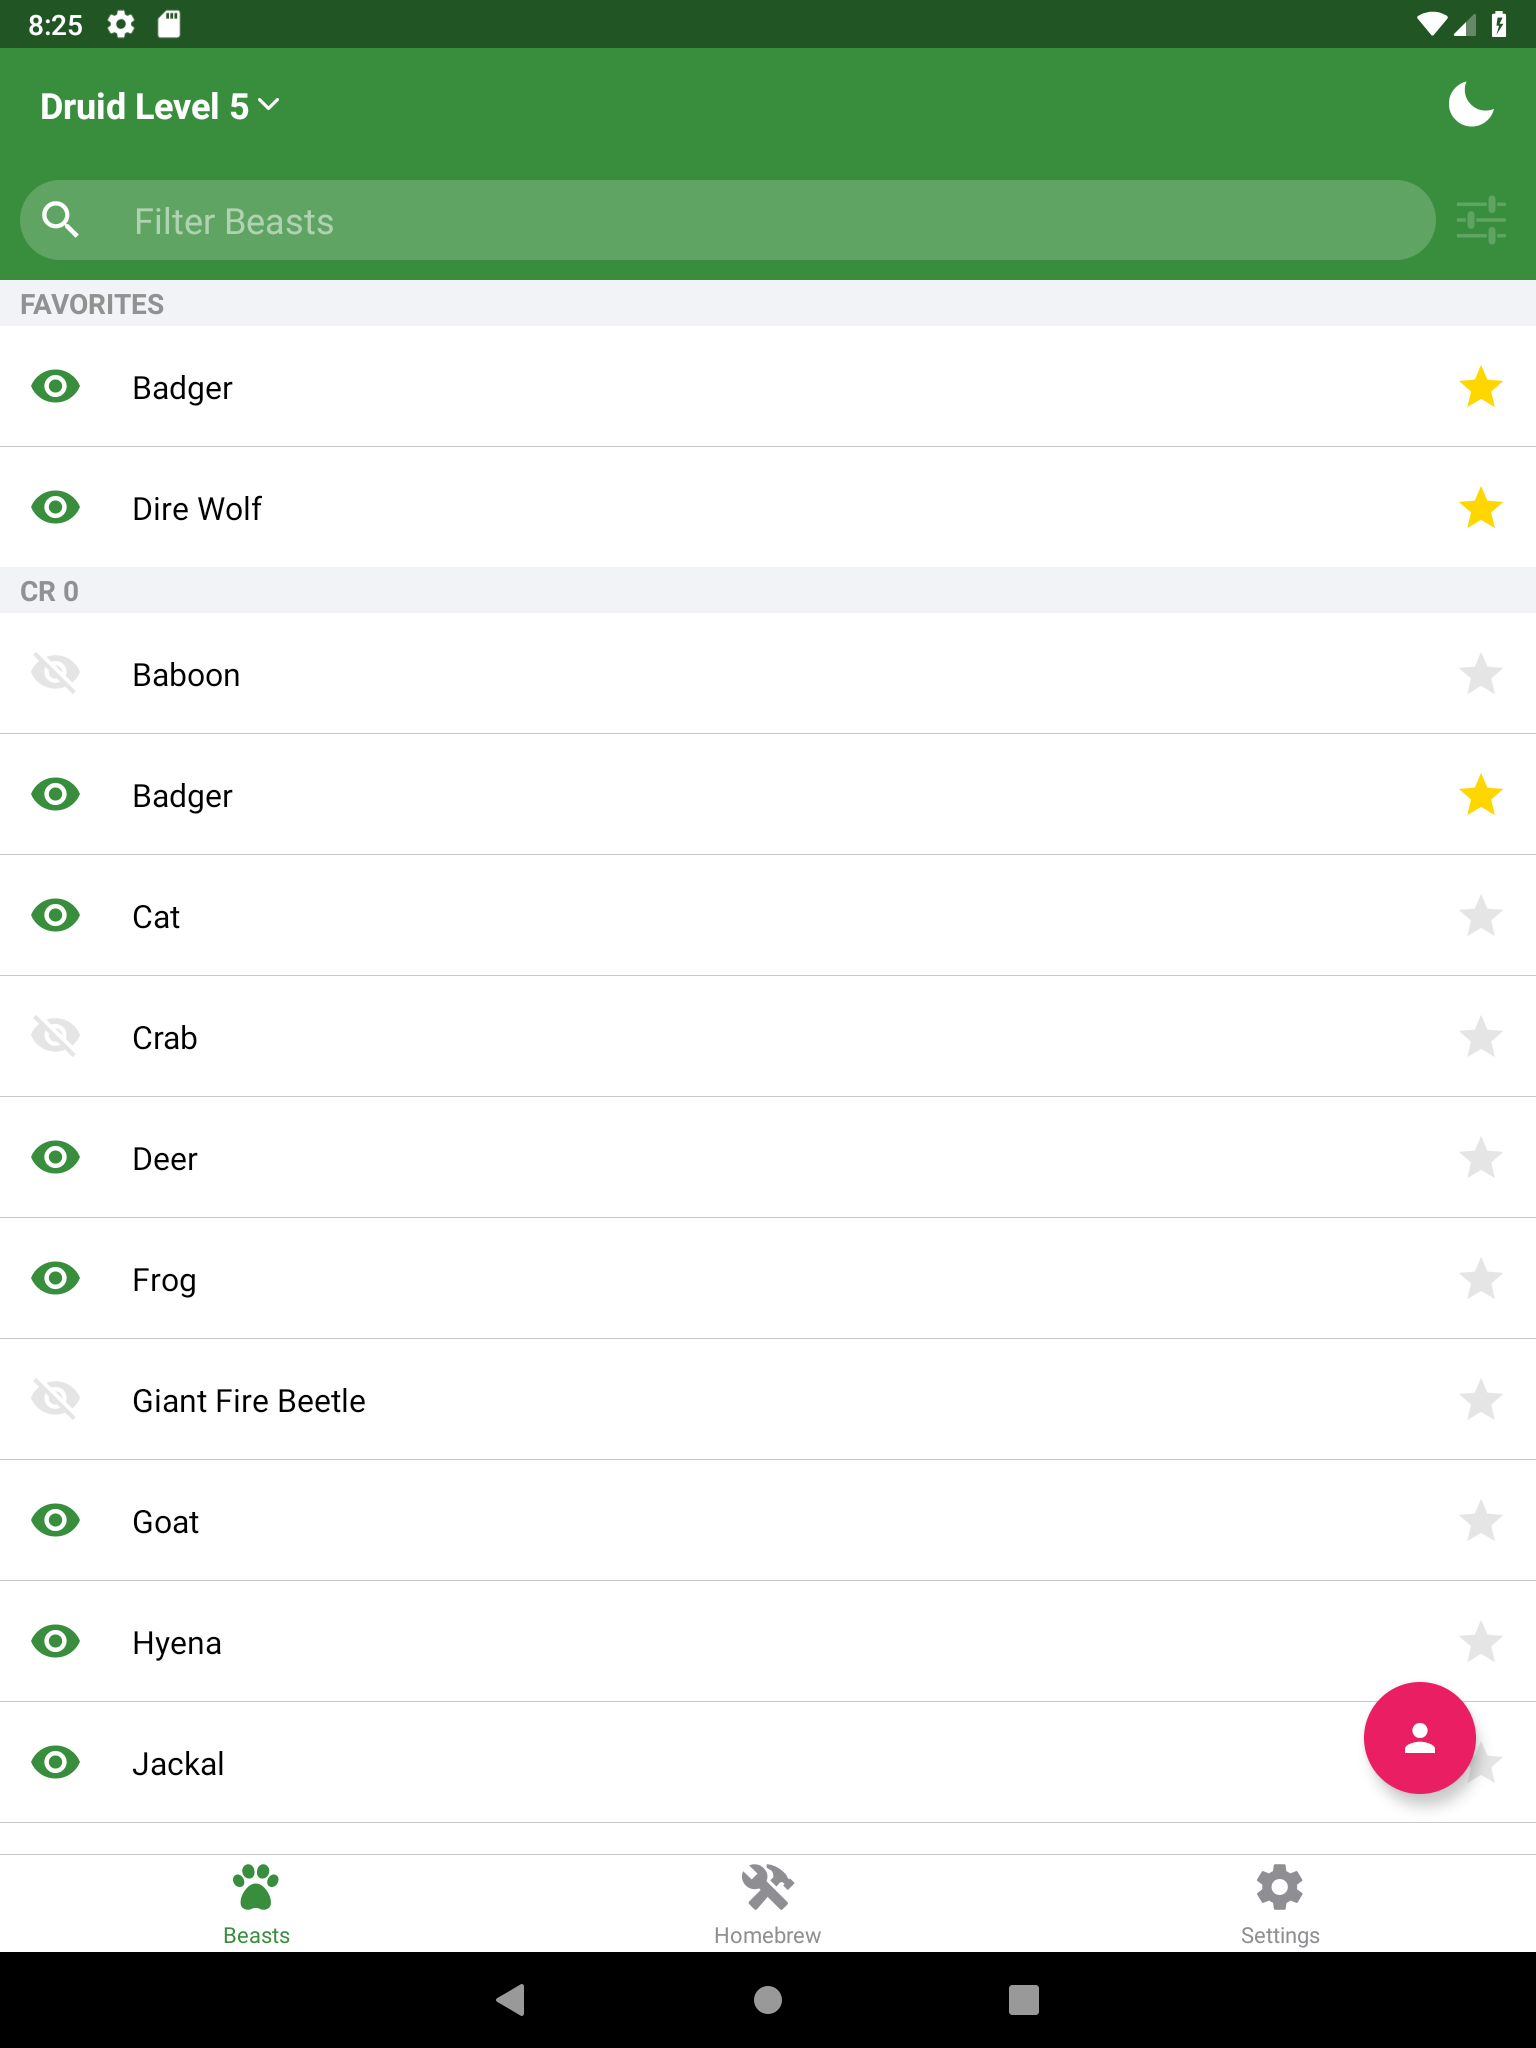 8:25
Druid Level 5
Filter Beasts
FAVORITES
Badger
Dire Wolf
CR 0
Baboon
Badger
Cat
Crab
Deer
Frog
Giant Fire Beetle
Goat
Hyena
Jackal
Beasts
Homebrew
Settings